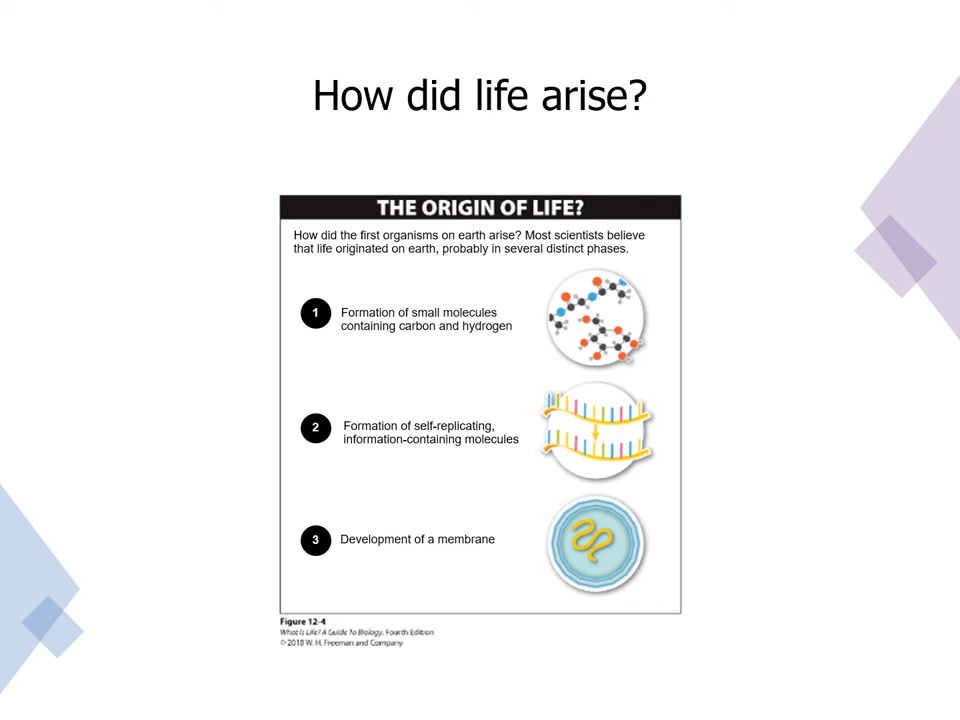 How did life arise?
THE ORIGIN OF LIFE?
How did the first organisms on earth arise? Most scientists believe
that life originated on earth, probably in several distinct phases.
1
Formation of small molecules
containing carbon and hydrogen
2
Formation of self-replicating,
information-containing molecules
3
Development of a membrane
Figure 12-4
What Is Life? A Guide To Biology, Fourth Edition
© 2018 W. H. Freeman and Company